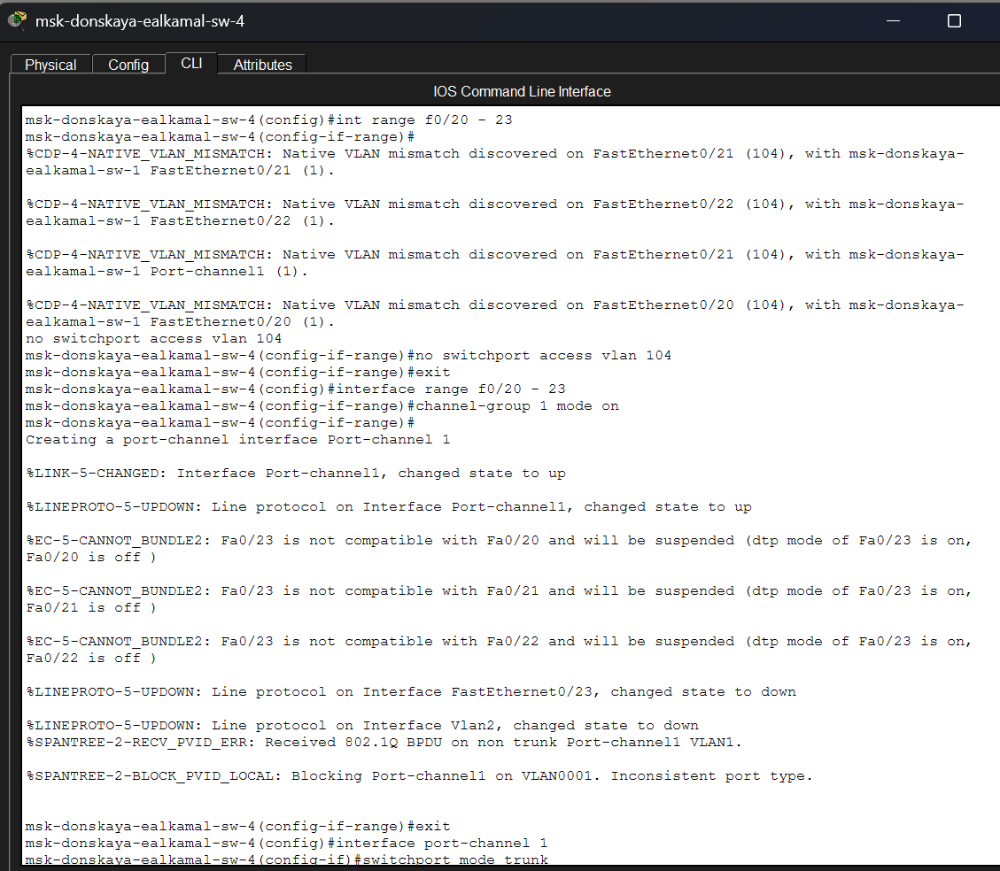 msk-donskaya-ealkamal-sw-4
Physical Config CLI Attributes
IOS Command Line Interface
msk-donskaya-ealkamal-sw-4(config)#int range f0/20 - 23
msk-donskaya-ealkamal-sw-4(config-if-range)#
%CDP-4-NATIVE_VLAN_MISMATCH: Native VLAN mismatch discovered on FastEthernet0/21 (104), with msk-donskaya-
ealkamal-sw-1 FastEthernet0/21 (1).
%CDP-4-NATIVE_VLAN_MISMATCH: Native VLAN mismatch discovered on FastEthernet0/22 (104), with msk-donskaya-
ealkamal-sw-1 FastEthernet0/22 (1).
%CDP-4-NATIVE_VLAN_MISMATCH: Native VLAN mismatch discovered on FastEthernet0/21 (104), with msk-donskaya-
ealkamal-sw-1 Port-channel1 (1).
%CDP-4-NATIVE_VLAN_MISMATCH: Native VLAN mismatch discovered on FastEthernet0/20 (104), with msk-donskaya-
ealkamal-sw-1 FastEthernet0/20 (1).
no switchport access vlan 104
msk-donskaya-ealkamal-sw-4(config-if-range)#no switchport access vlan 104
msk-donskaya-ealkamal-sw-4(config-if-range)#exit
msk-donskaya-ealkamal-sw-4(config)#interface range f0/20 - 23
msk-donskaya-ealkamal-sw-4(config-if-range)#channel-group 1 mode on
msk-donskaya-ealkamal-sw-4(config-if-range)#
Creating a port-channel interface Port-channel 1
%LINK-5-CHANGED: Interface Port-channel1, changed state to up
%LINEPROTO-5-UPDOWN: Line protocol on Interface Port-channel1, changed state to up
%EC-5-CANNOT_BUNDLE2: Fa0/23 is not compatible with Fa0/20 and will be suspended (dtp mode of Fa0/23 is on,
Fa0/20 is off )
%EC-5-CANNOT_BUNDLE2: Fa0/23 is not compatible with Fa0/21 and will be suspended (dtp mode of Fa0/23 is on,
Fa0/21 is off )
%EC-5-CANNOT_BUNDLE2: Fa0/23 is not compatible with Fa0/22 and will be suspended (dtp mode of Fa0/23 is on,
Fa0/22 is off )
%LINEPROTO-5-UPDOWN: Line protocol on Interface FastEthernet0/23, changed state to down
%LINEPROTO-5-UPDOWN: Line protocol on Interface Vlan2, changed state to down
%SPANTREE-2-RECV_PVID_ERR: Received 802.1Q BPDU on non trunk Port-channel1 VLAN1.
%SPANTREE-2-BLOCK_PVID_LOCAL: Blocking Port-channel1 on VLAN0001. Inconsistent port type.
msk-donskaya-ealkamal-sw-4(config-if-range)#exit
msk-donskaya-ealkamal-sw-4(config)#interface port-channel 1
msk-donskaya-ealkamal-sw-4(config-if)#switchport mode trunk